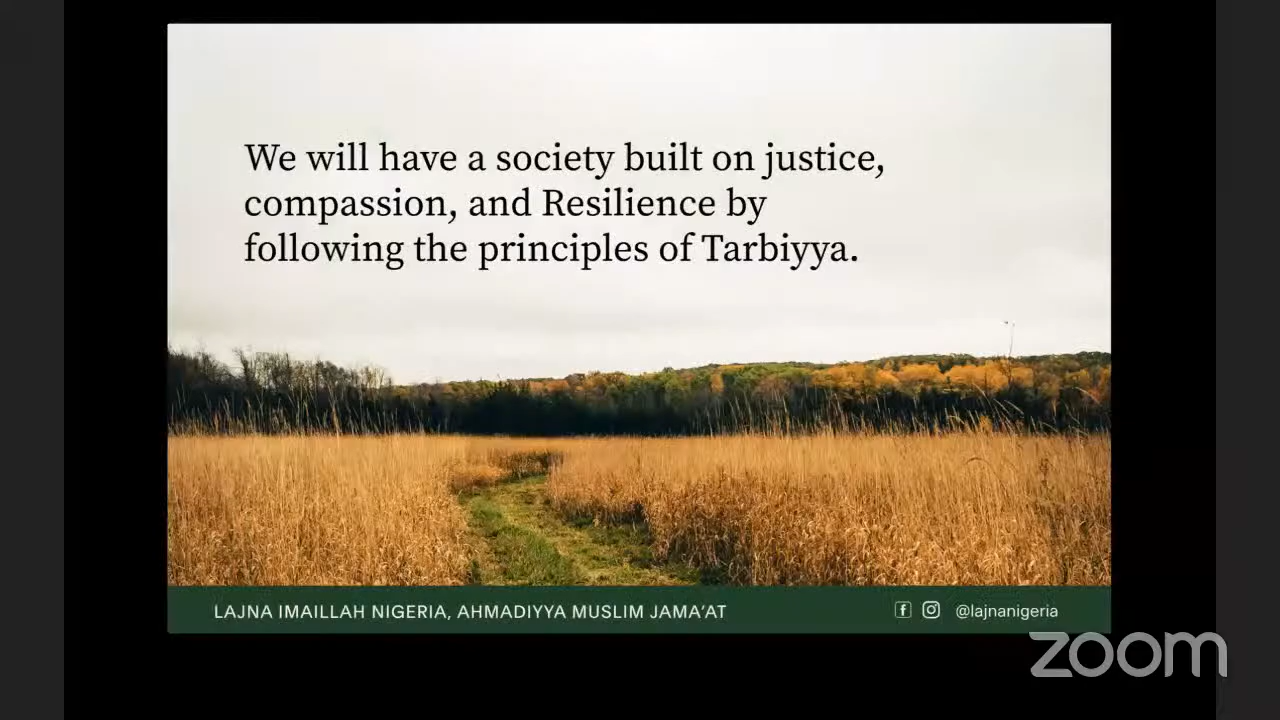 We will have a society built on justice,
compassion, and Resilience by
following the principles of Tarbiyya.
LAJNA IMAILLAH NIGERIA, AHMADIYYA MUSLIM JAMA'AT
@lajnanigeria
zoom